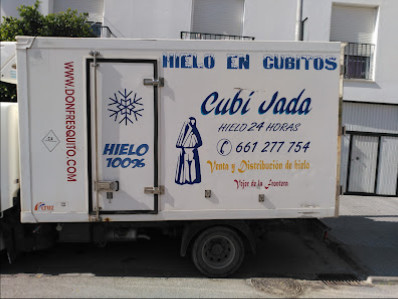 HIELO EN CUBITOS
WWW.DONFRESQUITO.COM
Cubi Jada
HIELO 24 HORAS
661 277 754
HIELO
100%
Venta y Distribución de hielo
Vejer de la Frontera